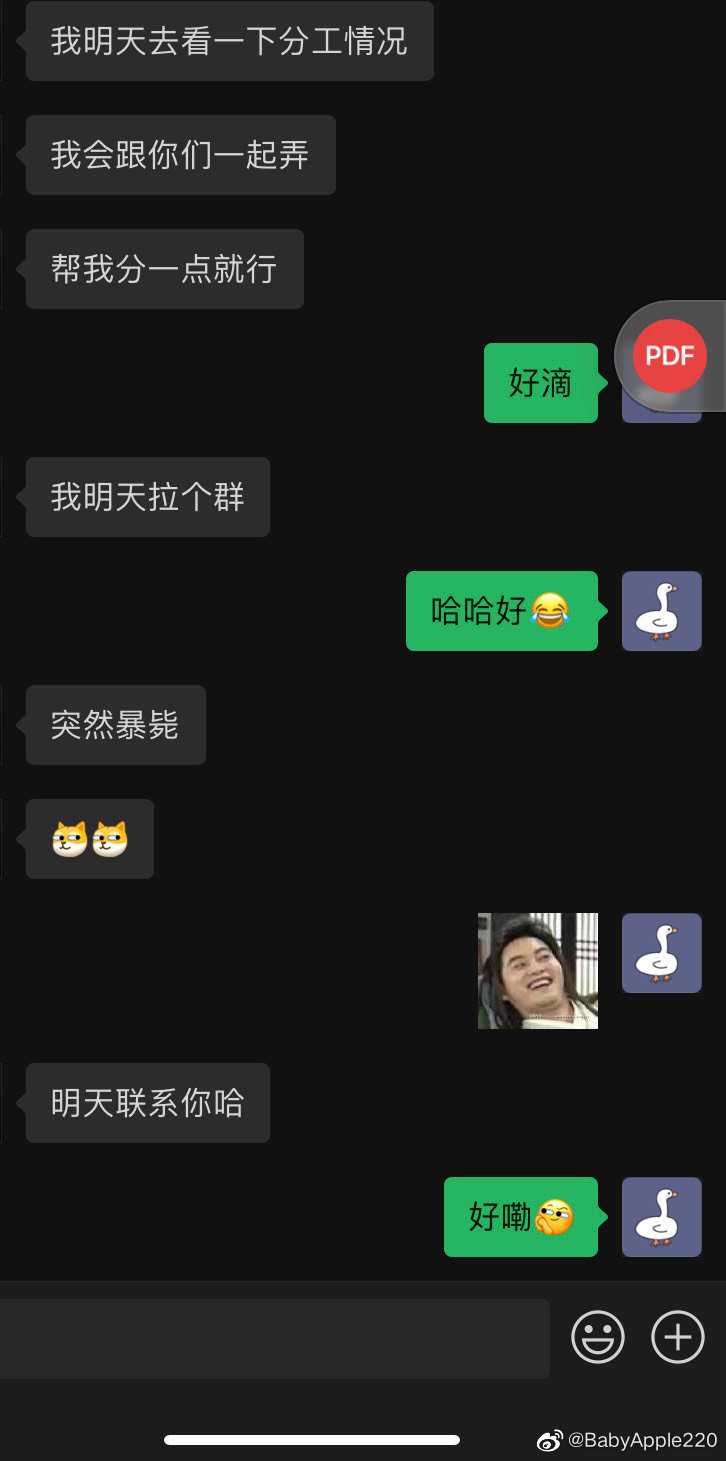 我明天去看一下分工情况
我会跟你们一起弄
帮我分一点就行
好滴
PDF
我明天拉个群
哈哈好😂
突然暴毙
明天联系你哈
好嘞
@BabyApple220